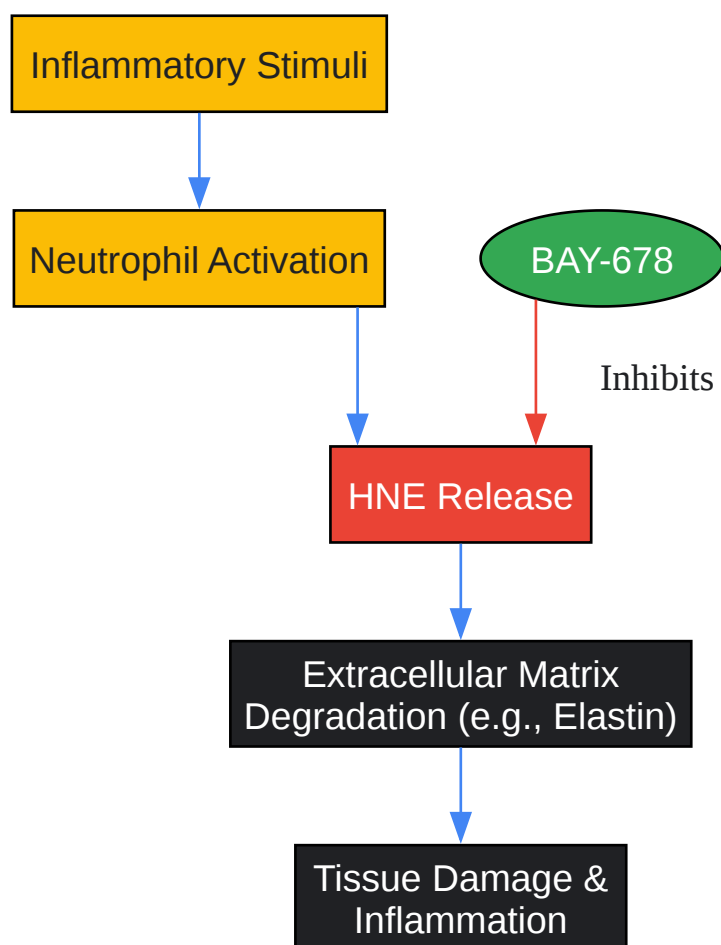 Inflammatory Stimuli
Neutrophil Activation
BAY-678
Inhibits
HNE Release
Extracellular Matrix
Degradation (e.g., Elastin)
Tissue Damage &
Inflammation